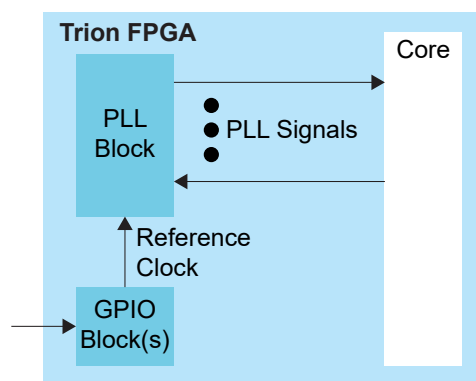 Trion FPGA
Core
PLL
Block
PLL Signals
Reference
Clock
GPIO
Block(s)